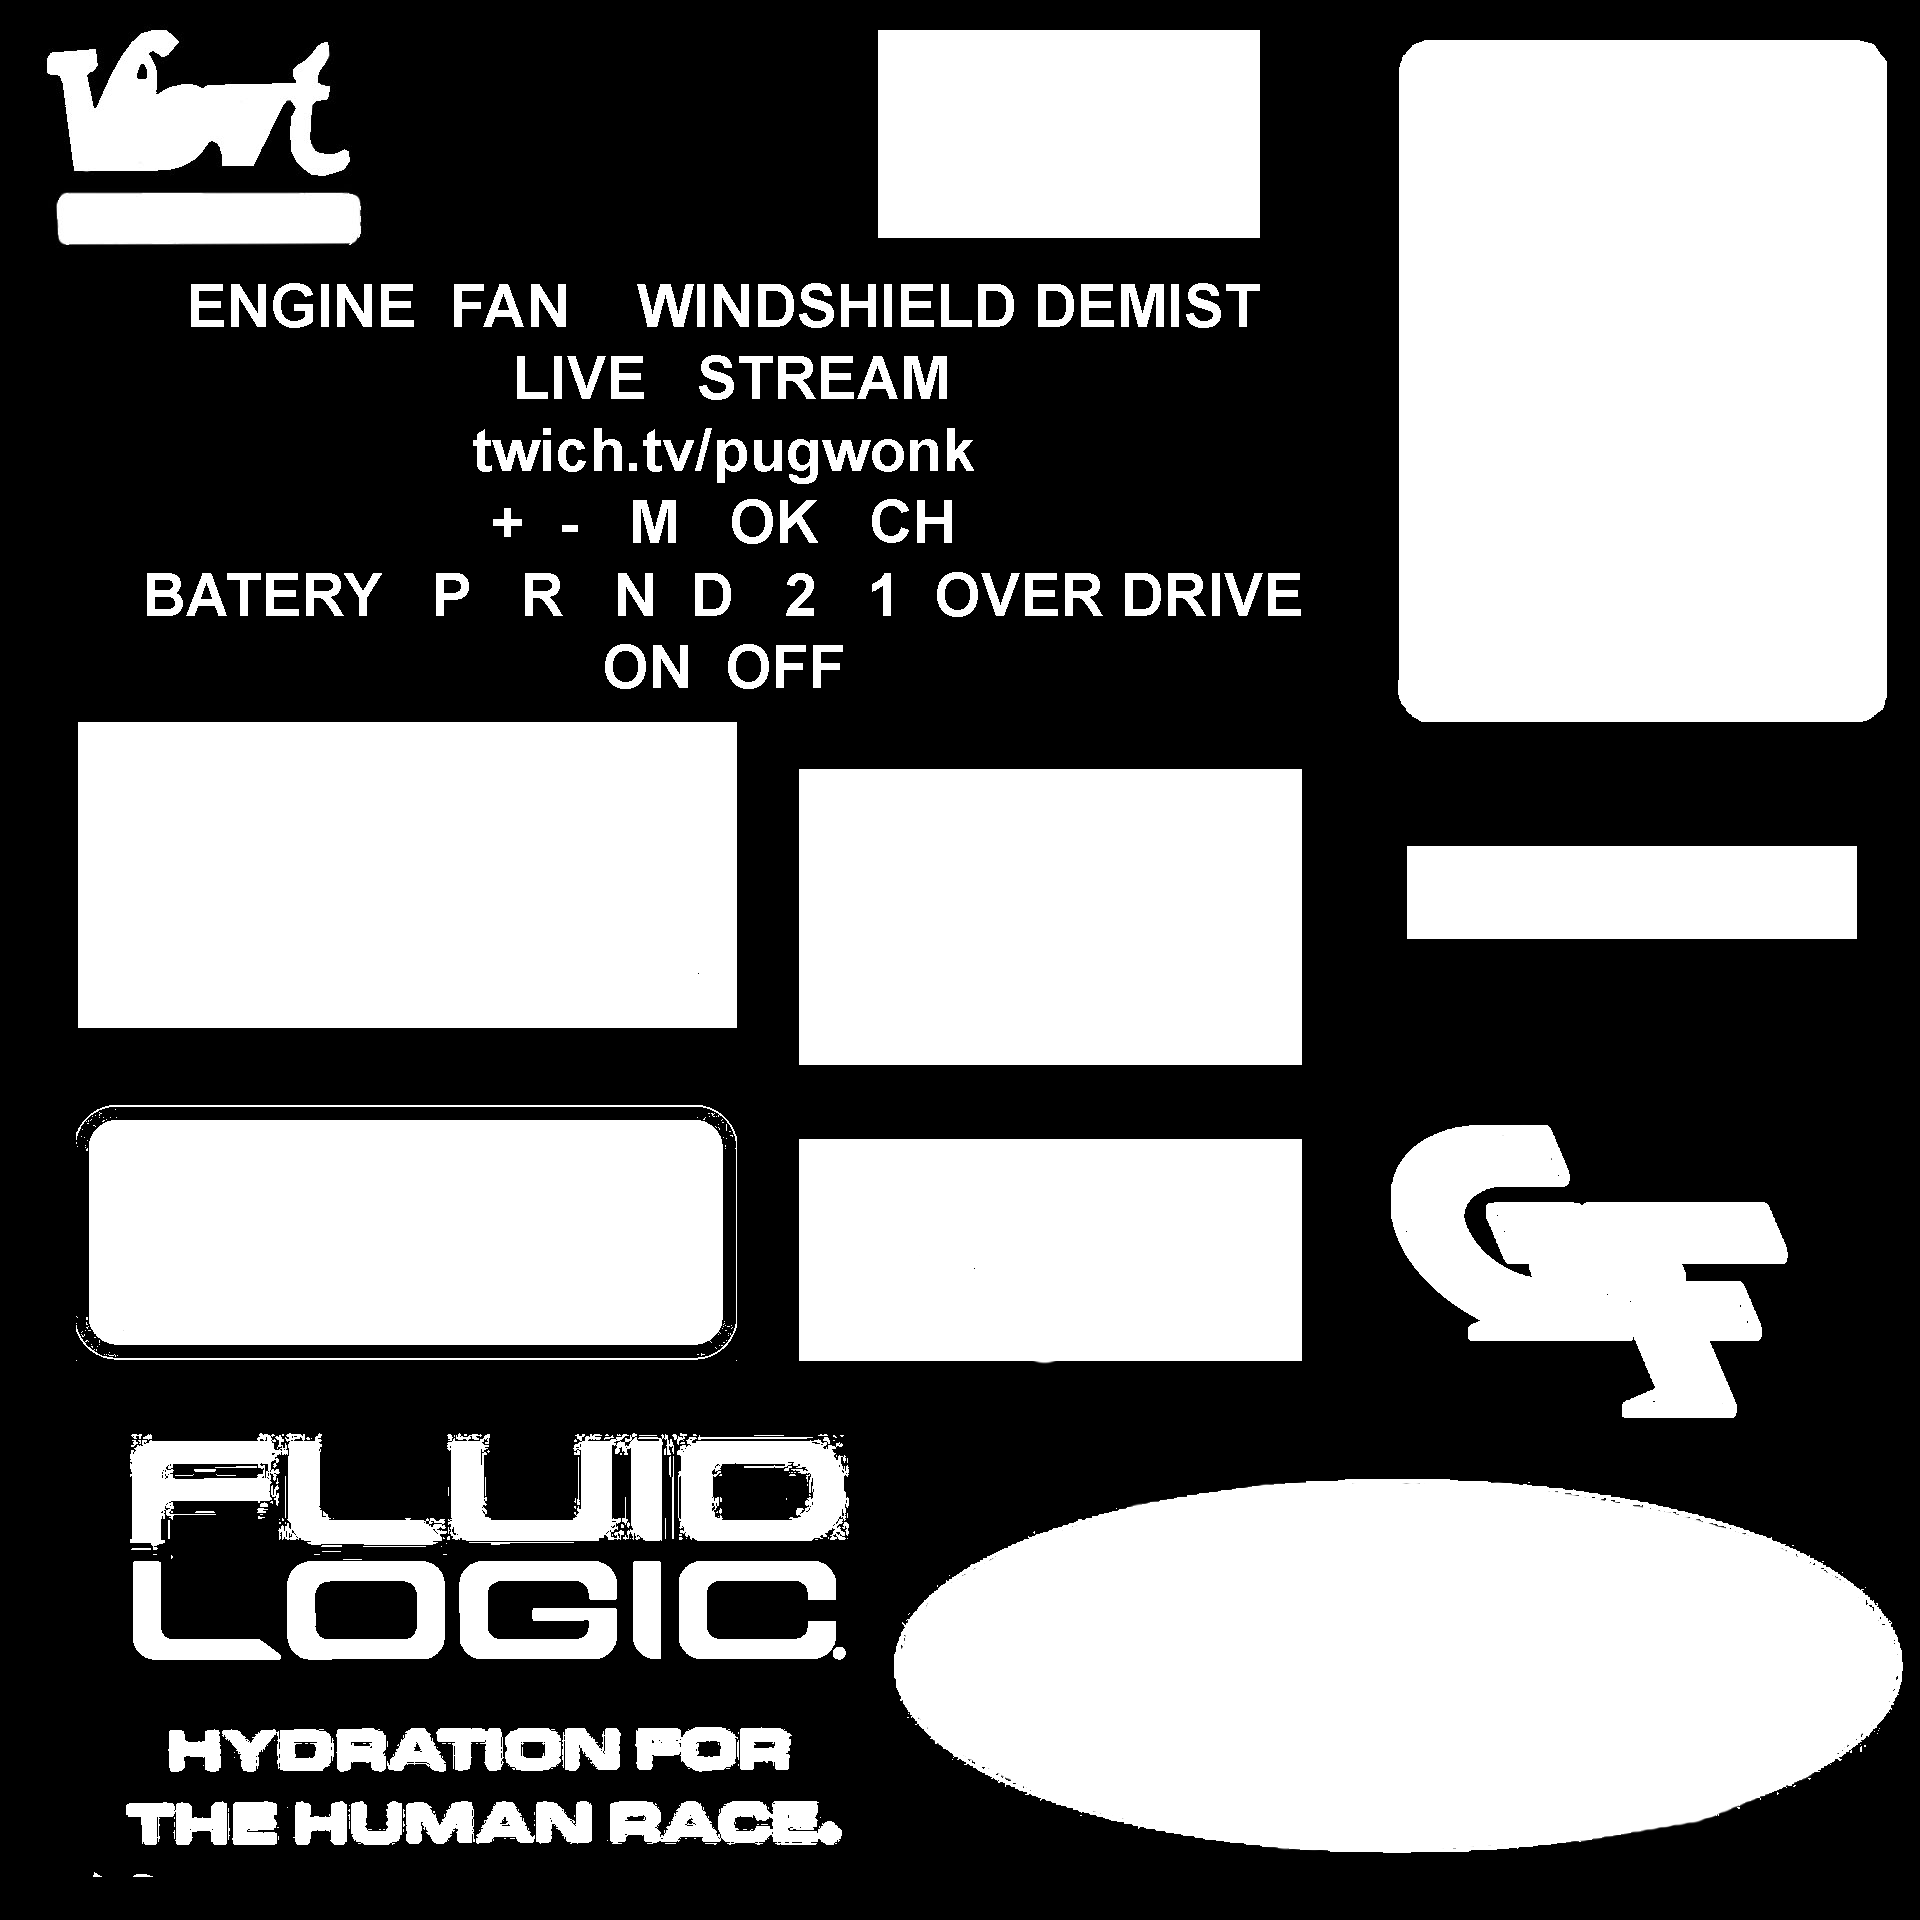 ENGINE FAN WINDSHIELD DEMIST
LIVE STREAM
twich.tv/pugwonk
+ - M OK CH
BATERY P R N D 2 1 OVER DRIVE
ON OFF
FLUID
LOGIC.
HYDRATION FOR
THE HUMAN RACE.